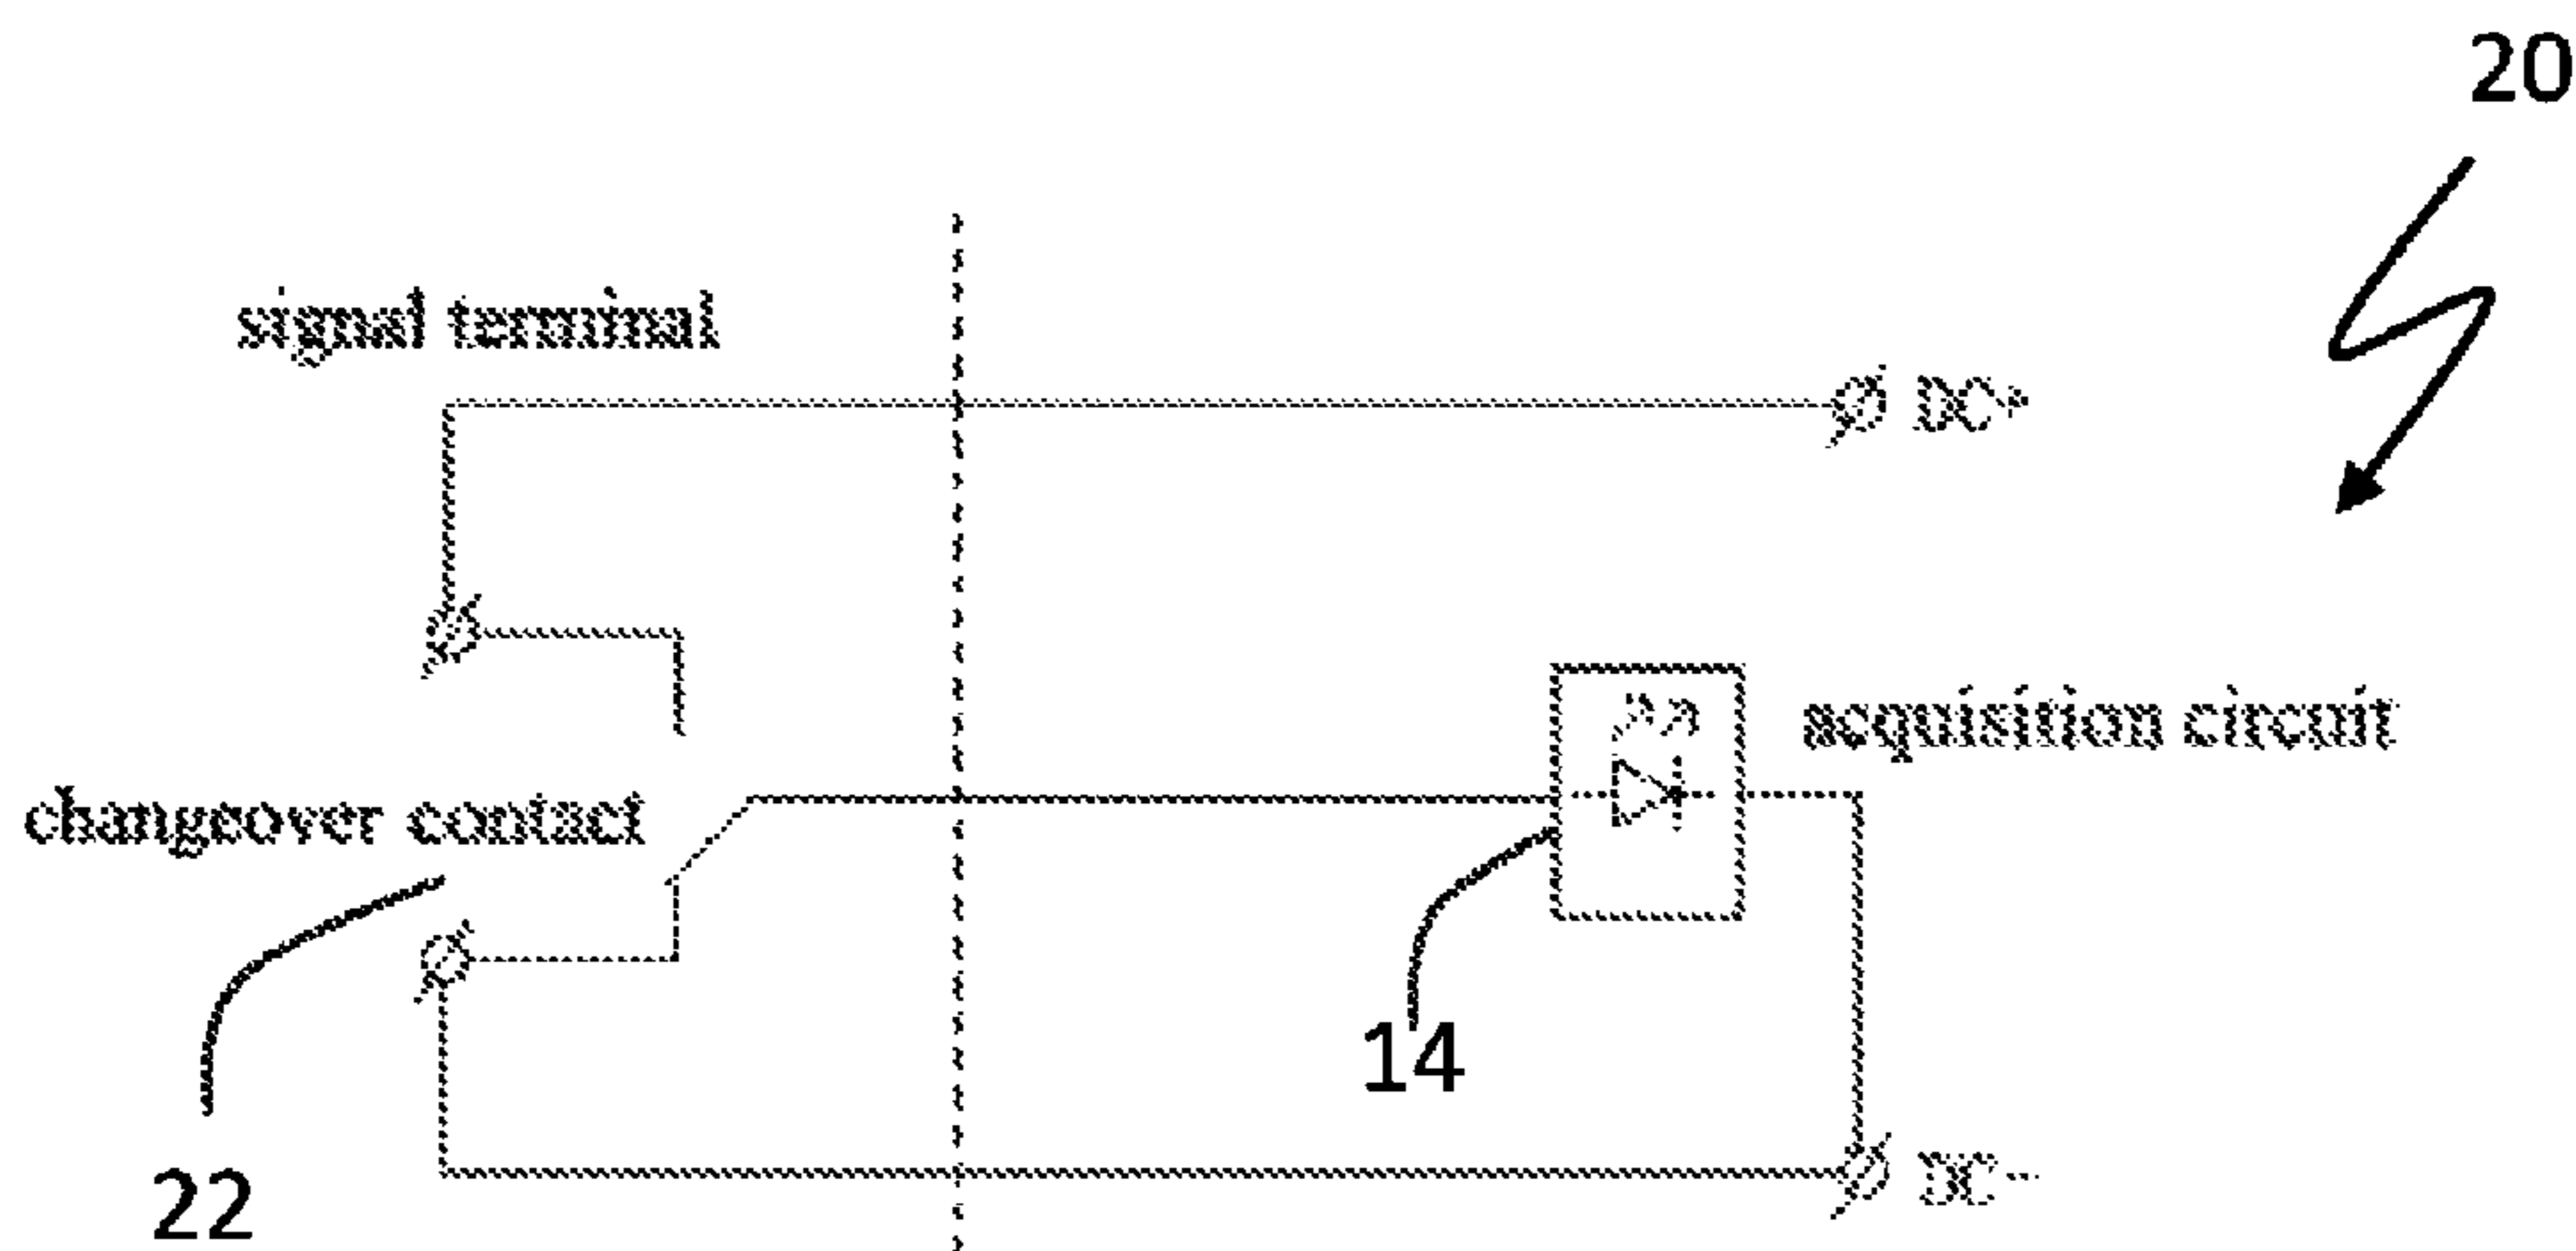 20
signal terminal
DC+
acquisition circuit
changeover contact
14
22
DC-